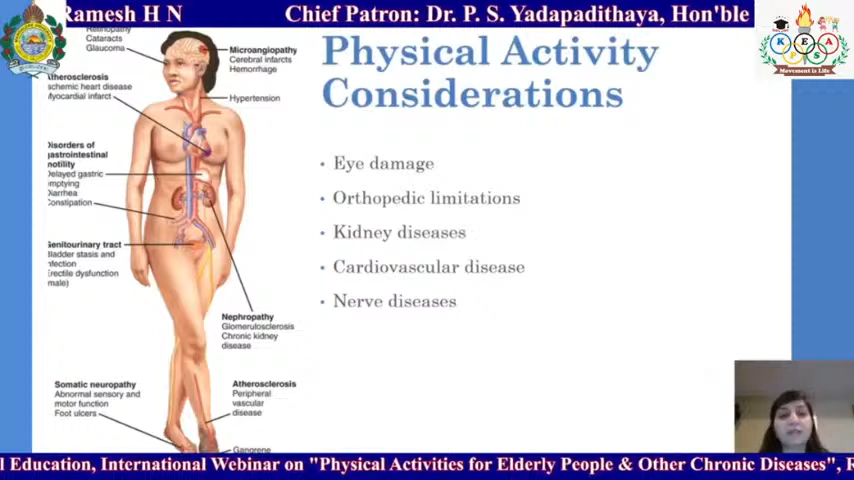 Ramesh H N
Chief Patron: Dr. P. S. Yadapadithaya, Hon'ble
K E A
P S
Movement is Life
Physical Activity
Considerations
• Eye damage
• Orthopedic limitations
• Kidney diseases
• Cardiovascular disease
• Nerve diseases
Retinopathy
Cataracts
Glaucoma
Microangiopathy
Cerebral infarcts
Hemorrhage
Hypertension
Atherosclerosis
schemic heart disease
Myocardial infarct
Disorders of
gastrointestinal
motility
Delayed gastric
emptying
Diarrhea
Constipation
Genitourinary tract
Bladder stasis and
nfection
Erectile dysfunction
male)
Nephropathy
Glomerulosclerosis
Chronic kidney
disease
Somatic neuropathy
Abnormal sensory and
motor function
Foot ulcers
Atherosclerosis
Peripheral
vascular
disease
Gangrene
l Education, International Webinar on "Physical Activities for Elderly People & Other Chronic Diseases", R